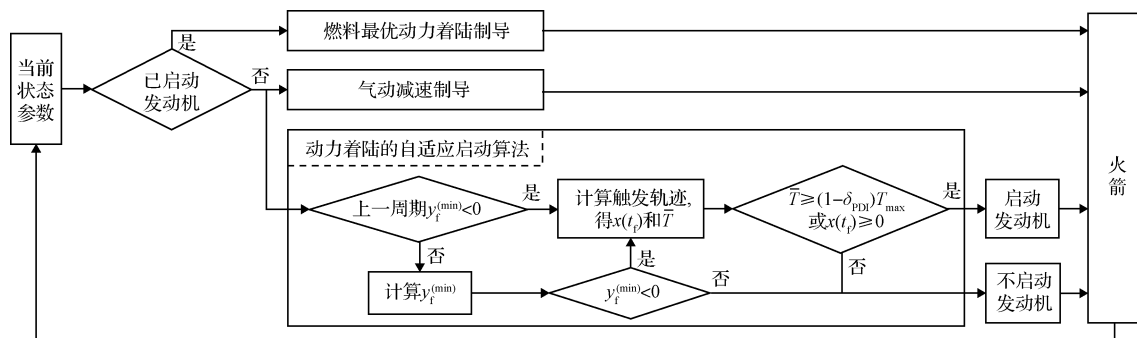 当前
状态
参数
已启动
发动机
是
否
燃料最优动力着陆制导
气动减速制导
动力着陆的自适应启动算法
上一周期y_f^(min)<0
是
否
计算y_f^(min)
y_f^(min)<0
是
否
计算触发轨迹,
得x(t_f)和T̅
T̅≥(1−δ_PDI)T_max
或x(t_f)≥0
是
否
启动
发动机
不启动
发动机
火
箭